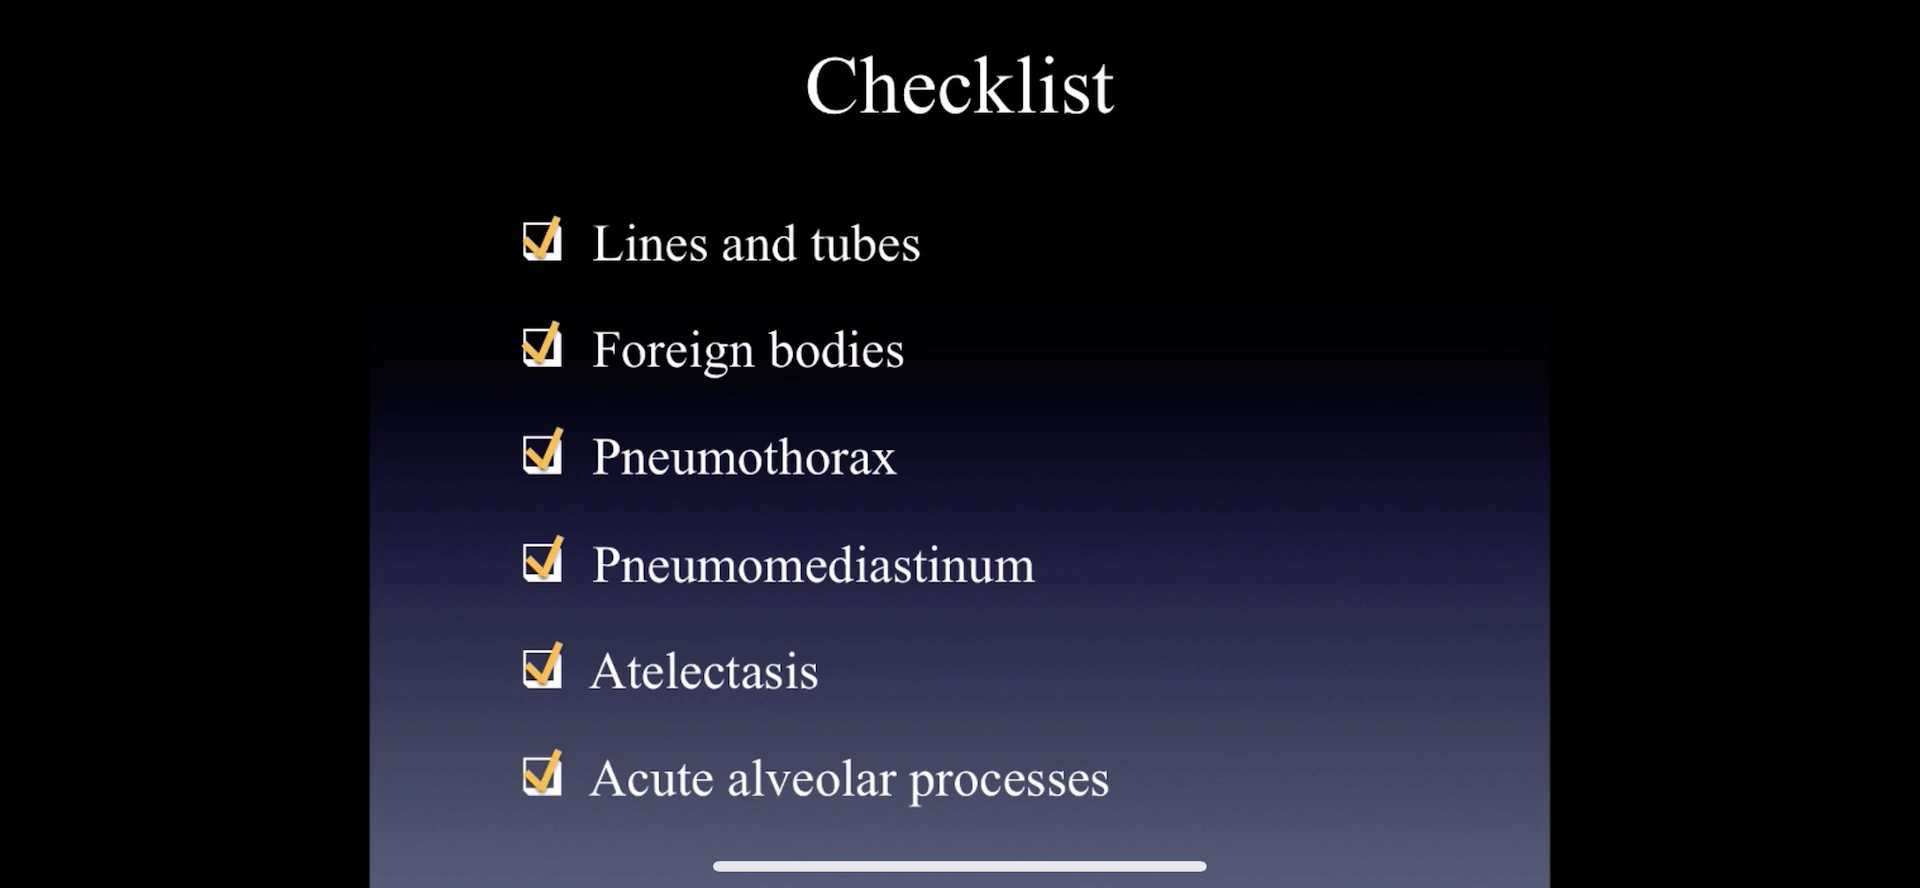 Checklist
Lines and tubes
Foreign bodies
Pneumothorax
Pneumomediastinum
Atelectasis
Acute alveolar processes